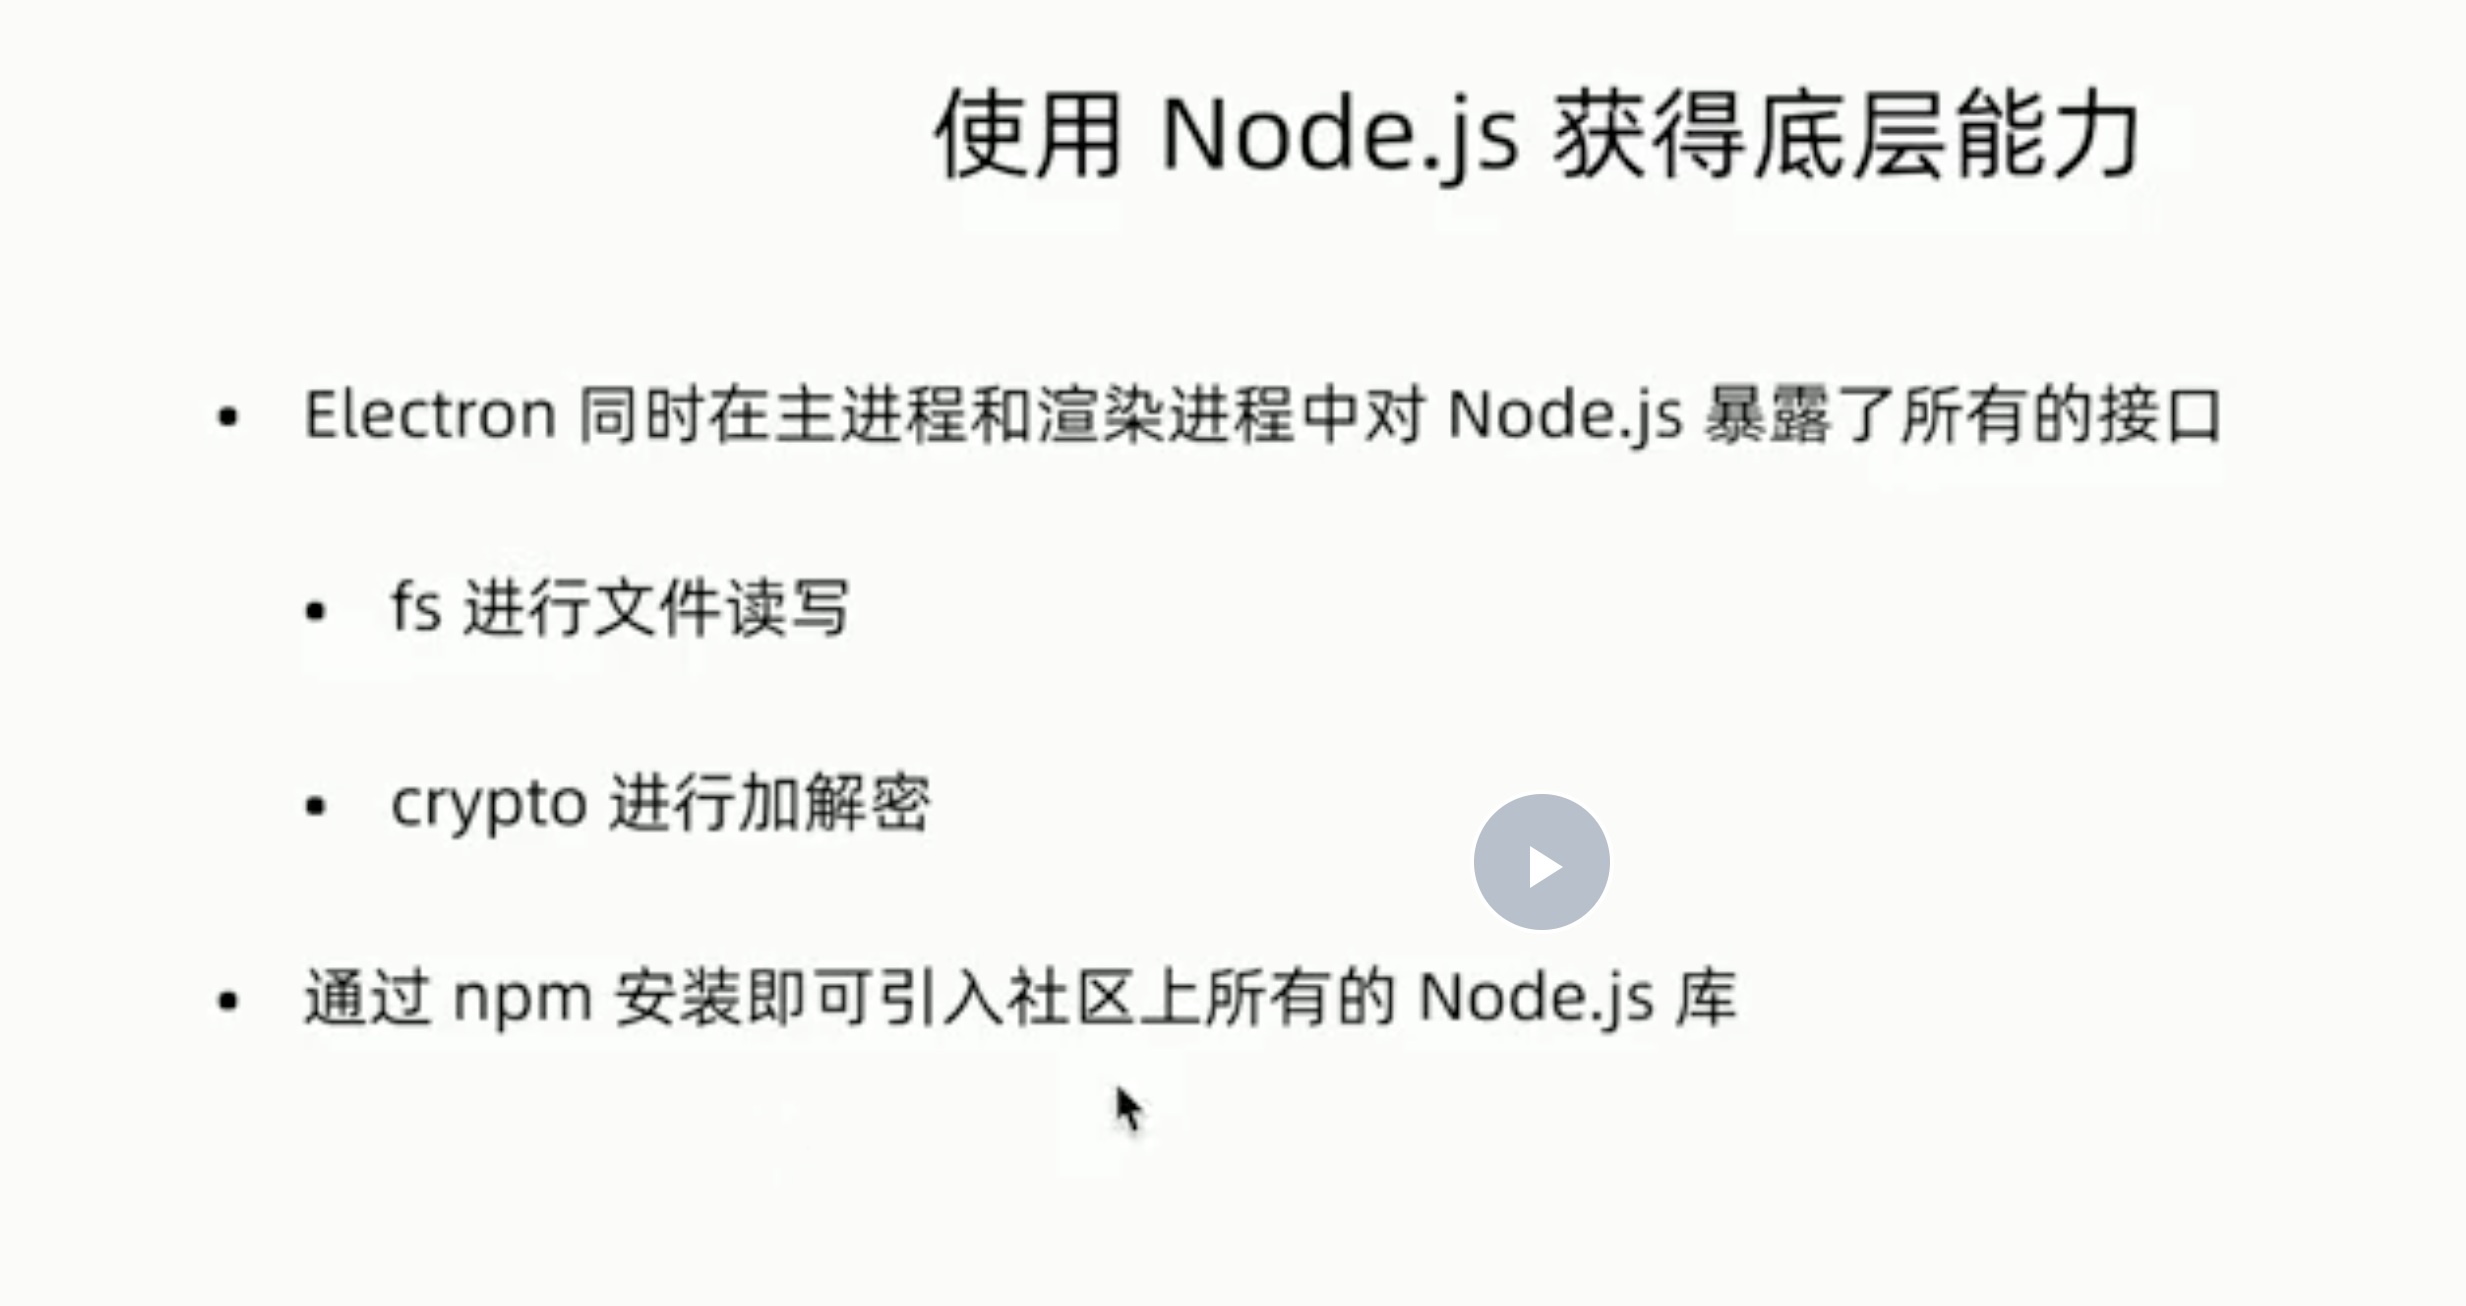 使用 Node.js 获得底层能力
• Electron 同时在主进程和渲染进程中对 Node.js 暴露了所有的接口
• fs 进行文件读写
• crypto 进行加解密
• 通过 npm 安装即可引入社区上所有的 Node.js 库